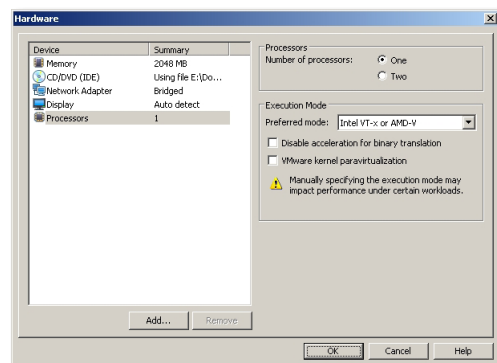 Hardware
Device Summary
Memory 2048 MB
CD/DVD (IDE) Using file E:\Do...
Network Adapter Bridged
Display Auto detect
Processors 1
Add... Remove
Processors
Number of processors: One
Two
Execution Mode
Preferred mode: Intel VT-x or AMD-V
Disable acceleration for binary translation
VMware kernel paravirtualization
Manually specifying the execution mode may
impact performance under certain workloads.
OK Cancel Help